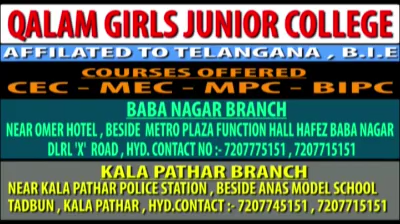 QALAM GIRLS JUNIOR COLLEGE
AFFILATED TO TELANGANA , B.I.E
COURSES OFFERED
CEC - MEC - MPC - BIPC
BABA NAGAR BRANCH
NEAR OMER HOTEL , BESIDE METRO PLAZA FUNCTION HALL HAFEZ BABA NAGAR
DLRL 'X' ROAD , HYD. CONTACT NO :- 7207745151 , 7207715151
KALA PATHAR BRANCH
NEAR KALA PATHAR POLICE STATION , BESIDE ANAS MODEL SCHOOL
TADBUN , KALA PATHAR , HYD.CONTACT :- 7207745151 , 7207715151